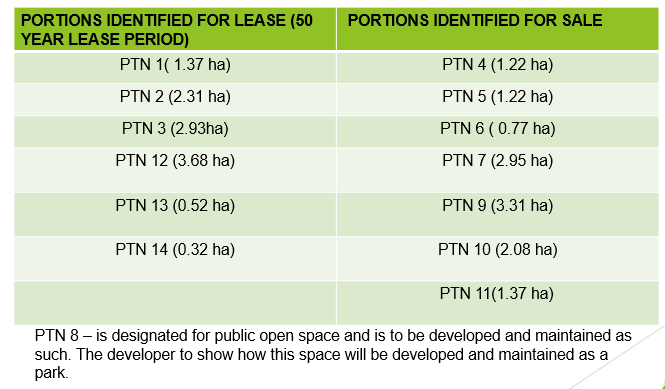 PORTIONS IDENTIFIED FOR LEASE (50
YEAR LEASE PERIOD)
PORTIONS IDENTIFIED FOR SALE
PTN 1( 1.37 ha)
PTN 4 (1.22 ha)
PTN 2 (2.31 ha)
PTN 5 (1.22 ha)
PTN 3 (2.93ha)
PTN 6 ( 0.77 ha)
PTN 12 (3.68 ha)
PTN 7 (2.95 ha)
PTN 13 (0.52 ha)
PTN 9 (3.31 ha)
PTN 14 (0.32 ha)
PTN 10 (2.08 ha)
PTN 11(1.37 ha)
PTN 8 – is designated for public open space and is to be developed and maintained as
such. The developer to show how this space will be developed and maintained as a
park.